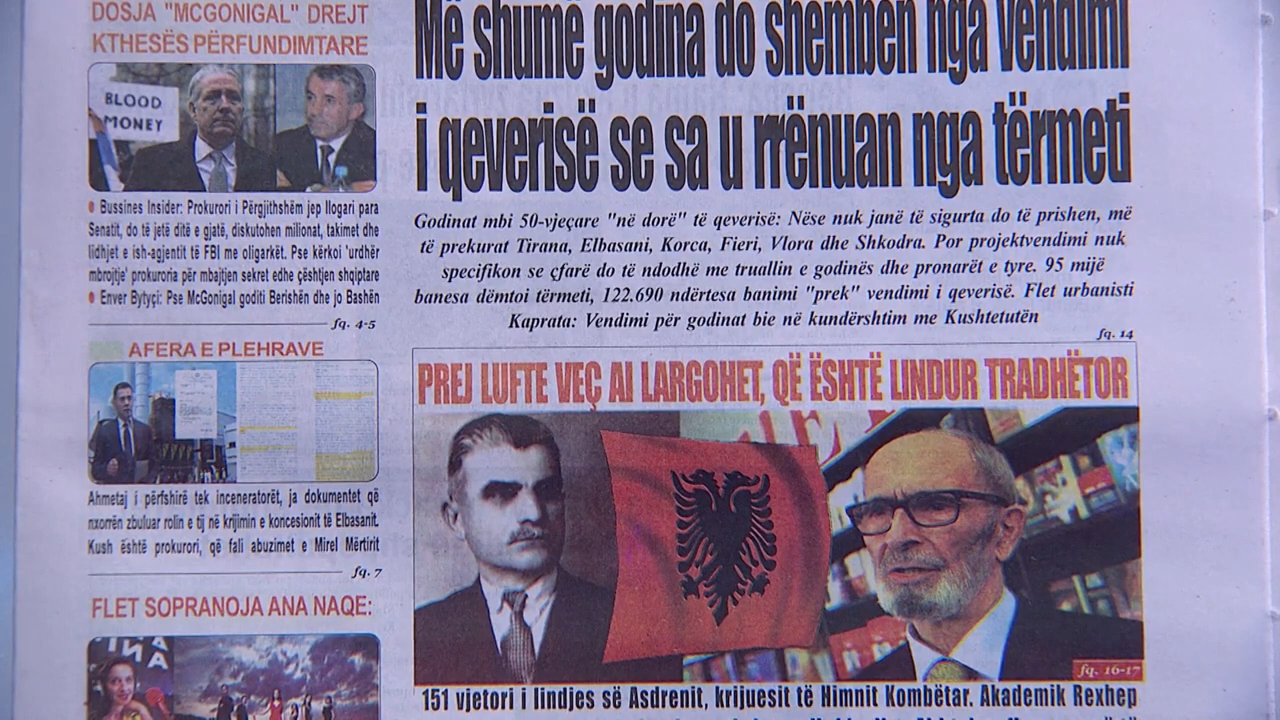 DOSJA "MCGONIGAL" DREJT
KTHESËS PËRFUNDIMTARE
BLOOD
MONEY
● Bussines Insider: Prokurori i Përgjithshëm jep llogari para
Senatit, do të jetë ditë e gjatë, diskutohen milionat, takimet dhe
lidhjet e ish-agjentit të FBI me oligarkët. Pse kërkoi 'urdhër
mbrojtje' prokuroria për mbajtjen sekret edhe çështjen shqiptare
● Enver Bytyçi: Pse McGonigal goditi Berishën dhe jo Bashën
fq. 4-5
AFERA E PLEHRAVE
Ahmetaj i përfshirë tek inceneratorët, ja dokumentet që
nxorrën zbuluar rolin e tij në krijimin e koncesionit të Elbasanit.
Kush është prokurori, që fali abuzimet e Mirel Mërtirit
fq. 7
FLET SOPRANOJA ANA NAQE:
Më shumë godina do shemben nga vendimi
i qeverisë se sa u rrënuan nga tërmeti
Godinat mbi 50-vjeçare "në dorë" të qeverisë: Nëse nuk janë të sigurta do të prishen, më
të prekurat Tirana, Elbasani, Korca, Fieri, Vlora dhe Shkodra. Por projektvendimi nuk
specifikon se çfarë do të ndodhë me truallin e godinës dhe pronarët e tyre. 95 mijë
banesa dëmtoi tërmeti, 122.690 ndërtesa banimi "prek" vendimi i qeverisë. Flet urbanisti
Kaprata: Vendimi për godinat bie në kundërshtim me Kushtetutën
fq. 14
PREJ LUFTE VEÇ AI LARGOHET, QË ËSHTË LINDUR TRADHËTOR
fq. 16-17
151 vjetori i lindjes së Asdrenit, krijuesit të Himnit Kombëtar. Akademik Rexhep